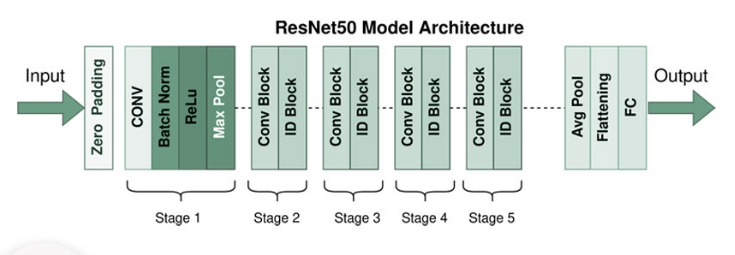 ResNet50 Model Architecture
Input
Zero Padding
CONV
Batch Norm
ReLu
Max Pool
Conv Block
ID Block
Conv Block
ID Block
Conv Block
ID Block
Conv Block
ID Block
Avg Pool
Flattening
FC
Output
Stage 1
Stage 2
Stage 3
Stage 4
Stage 5